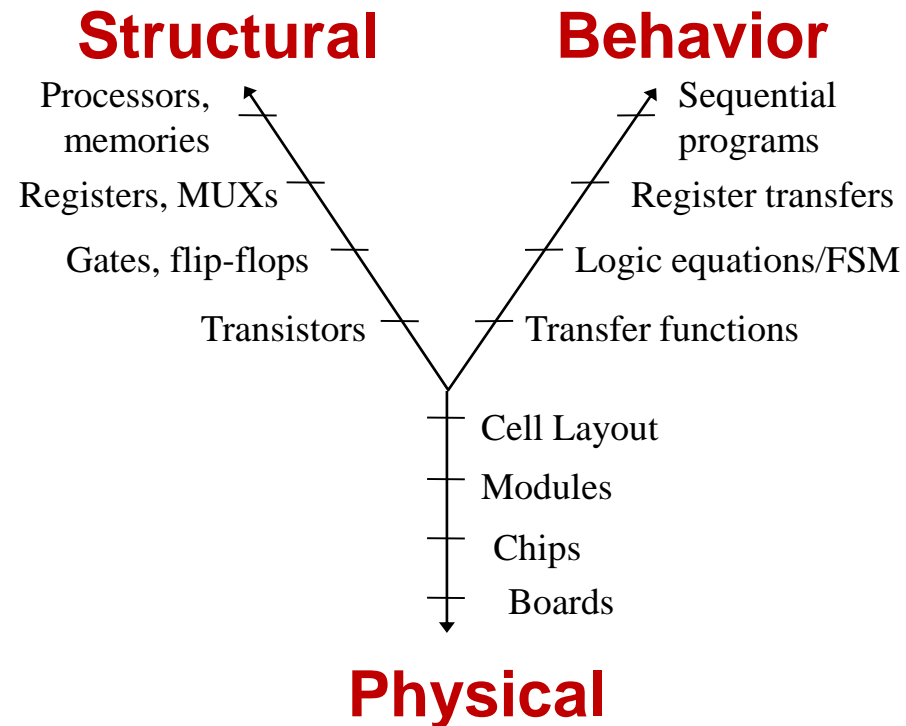 Structural
Behavior
Processors,
memories
Sequential
programs
Registers, MUXs
Register transfers
Gates, flip-flops
Logic equations/FSM
Transistors
Transfer functions
Cell Layout
Modules
Chips
Boards
Physical